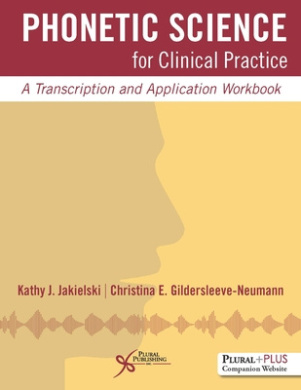 PHONETIC SCIENCE
for Clinical Practice
A Transcription and Application Workbook
Kathy J. Jakielski | Christina E. Gildersleeve-Neumann
PLURAL
PUBLISHING
INC.
PLURAL+PLUS
COMPANION WEBSITE